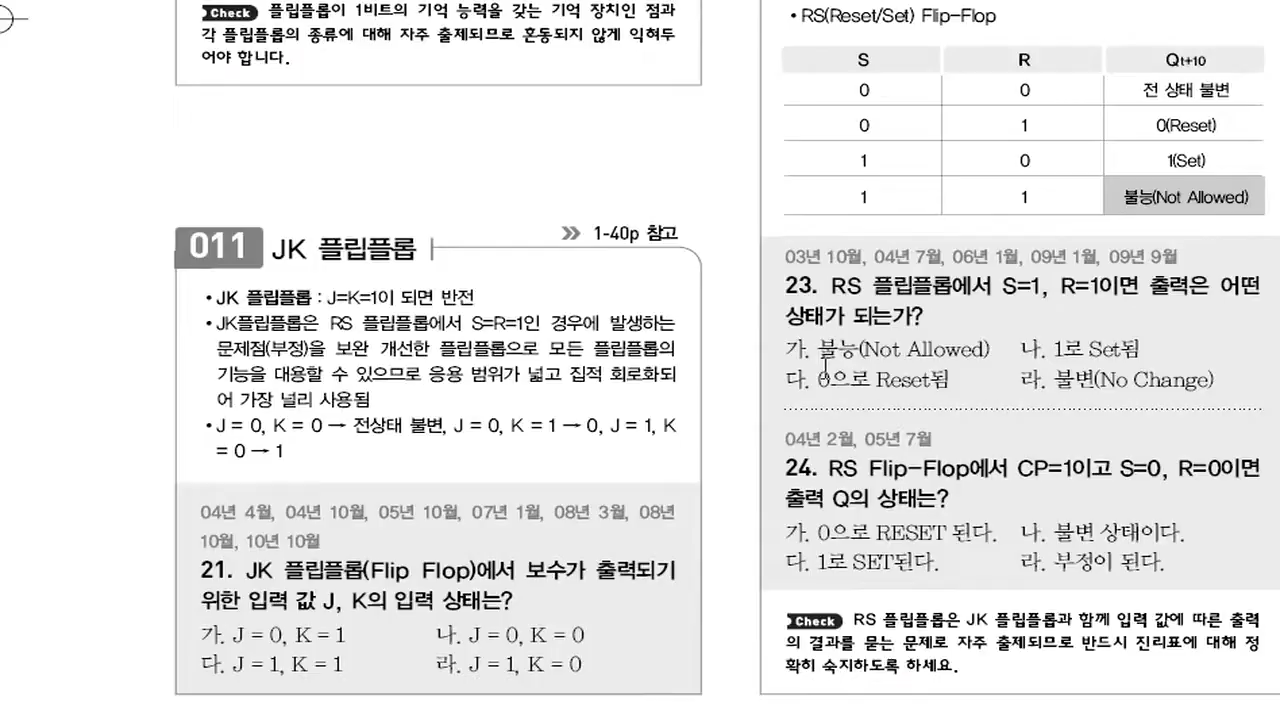 Check 플립플롭이 1비트의 기억 능력을 갖는 기억 장치인 점과
각 플립플롭의 종류에 대해 자주 출제되므로 혼동되지 않게 익혀두
어야 합니다.
011 JK 플립플롭
1-40p 참고
• JK 플립플롭 : J=K=1이 되면 반전
• JK플립플롭은 RS 플립플롭에서 S=R=1인 경우에 발생하는
문제점(부정)을 보완 개선한 플립플롭으로 모든 플립플롭의
기능을 대용할 수 있으므로 응용 범위가 넓고 집적 회로화되
어 가장 널리 사용됨
• J = 0, K = 0 → 전상태 불변, J = 0, K = 1 → 0, J = 1, K
= 0 → 1
04년 4월, 04년 10월, 05년 10월, 07년 1월, 08년 3월, 08년
10월, 10년 10월
21. JK 플립플롭(Flip Flop)에서 보수가 출력되기
위한 입력 값 J, K의 입력 상태는?
가. J = 0, K = 1 나. J = 0, K = 0
다. J = 1, K = 1 라. J = 1, K = 0
• RS(Reset/Set) Flip-Flop
S R Qt+10
0 0 전 상태 불변
0 1 0(Reset)
1 0 1(Set)
1 1 불능(Not Allowed)
03년 10월, 04년 7월, 06년 1월, 09년 1월, 09년 9월
23. RS 플립플롭에서 S=1, R=1이면 출력은 어떤
상태가 되는가?
가. 불능(Not Allowed) 나. 1로 Set됨
다. 0으로 Reset됨 라. 불변(No Change)
04년 2월, 05년 7월
24. RS Flip-Flop에서 CP=1이고 S=0, R=0이면
출력 Q의 상태는?
가. 0으로 RESET 된다. 나. 불변 상태이다.
다. 1로 SET된다. 라. 부정이 된다.
Check RS 플립플롭은 JK 플립플롭과 함께 입력 값에 따른 출력
의 결과를 묻는 문제로 자주 출제되므로 반드시 진리표에 대해 정
확히 숙지하도록 하세요.